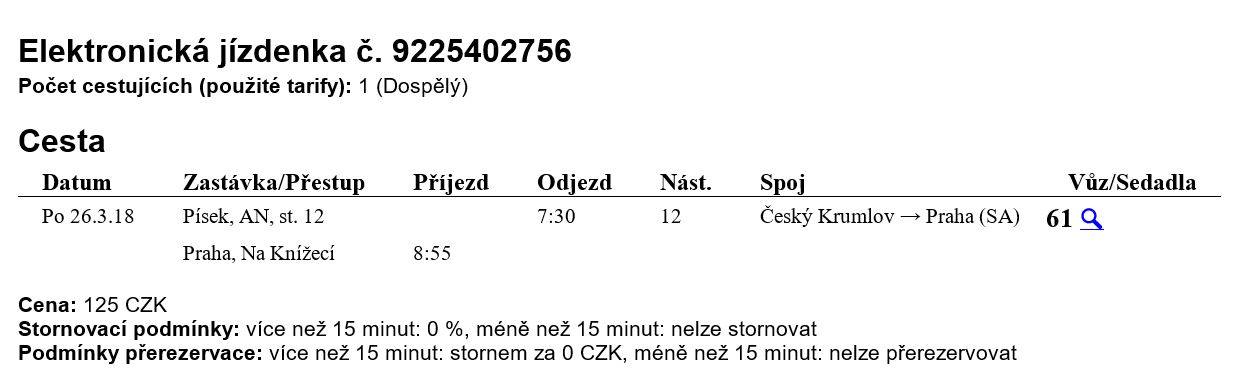 Elektronická jízdenka č. 9225402756
Počet cestujících (použité tarify): 1 (Dospělý)
Cesta
Datum Zastávka/Přestup Příjezd Odjezd Nást. Spoj Vůz/Sedadla
Po 26.3.18 Písek, AN, st. 12 7:30 12 Český Krumlov → Praha (SA) 61
Praha, Na Knížecí 8:55
Cena: 125 CZK
Stornovací podmínky: více než 15 minut: 0 %, méně než 15 minut: nelze stornovat
Podmínky přerezervace: více než 15 minut: stornem za 0 CZK, méně než 15 minut: nelze přerezervovat